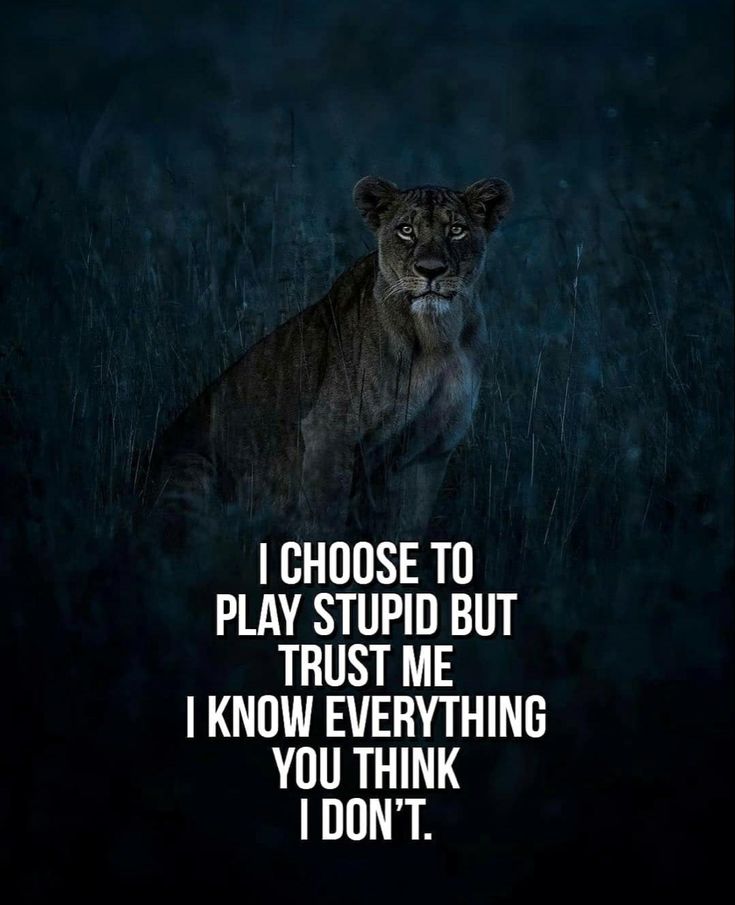 I CHOOSE TO
PLAY STUPID BUT
TRUST ME
I KNOW EVERYTHING
YOU THINK
I DON’T.